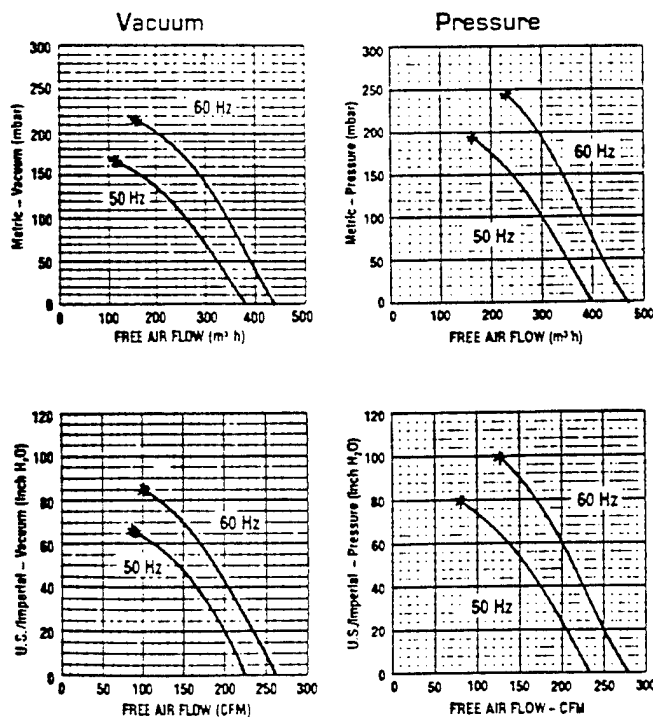 Vacuum
Pressure
Metric – Vacuum (mbar)
300
250
200
150
100
50
0
60 Hz
50 Hz
0 100 200 300 400 500
FREE AIR FLOW (m³ h)
Metric – Pressure (mbar)
300
250
200
150
100
50
0
60 Hz
50 Hz
0 100 200 300 400 500
FREE AIR FLOW (m³ h)
U.S./Imperial – Vacuum (Inch H₂O)
120
100
80
60
40
20
0
60 Hz
50 Hz
0 50 100 150 200 250 300
FREE AIR FLOW (CFM)
U.S./Imperial – Pressure (Inch H₂O)
120
100
80
60
40
20
0
60 Hz
50 Hz
0 50 100 150 200 250 300
FREE AIR FLOW – CFM